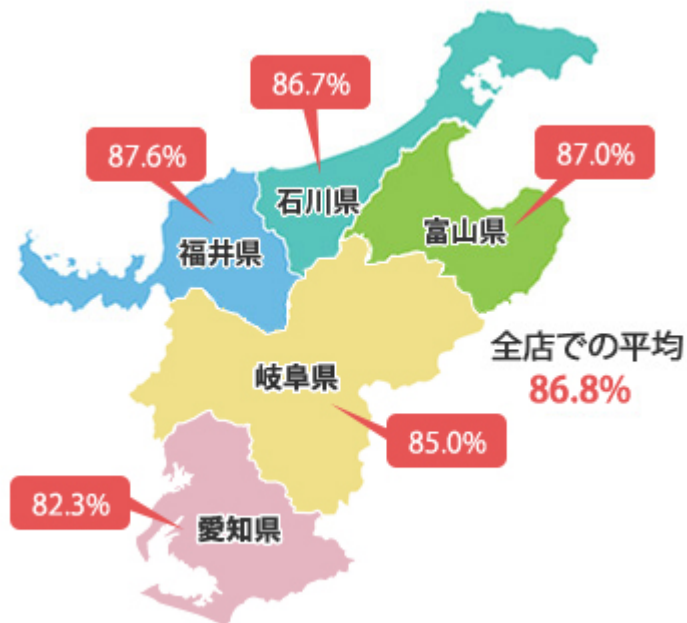 86.7%
87.6%
87.0%
石川県
富山県
福井県
全店での平均
86.8%
岐阜県
85.0%
82.3%
愛知県